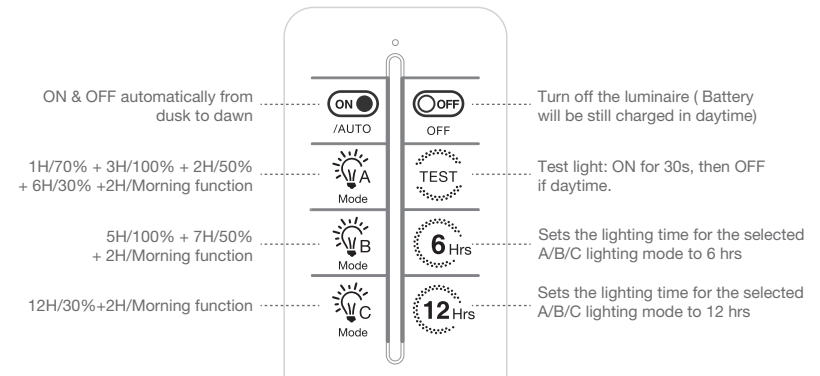 ON & OFF automatically from
dusk to dawn
ON
/AUTO
OFF
OFF
Turn off the luminaire ( Battery
will be still charged in daytime)
1H/70% + 3H/100% + 2H/50%
+ 6H/30% +2H/Morning function
A
Mode
TEST
Test light: ON for 30s, then OFF
if daytime.
5H/100% + 7H/50%
+ 2H/Morning function
B
Mode
6 Hrs
Sets the lighting time for the selected
A/B/C lighting mode to 6 hrs
12H/30%+2H/Morning function
C
Mode
12 Hrs
Sets the lighting time for the selected
A/B/C lighting mode to 12 hrs